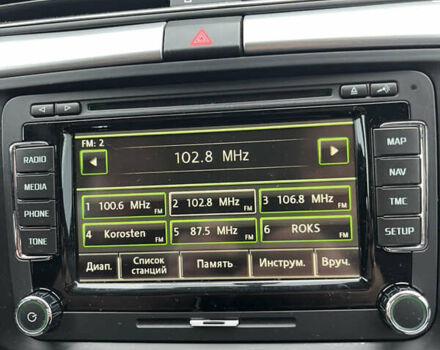 FM: 2
102.8 MHz
1 100.6 MHz FM 2 102.8 MHz FM 3 106.8 MHz FM
4 Korosten FM 5 87.5 MHz FM 6 ROKS FM
Диап. Список станций Память Инструм. Вруч.
RADIO
MEDIA
PHONE
TONE
MAP
NAV
TMC
SETUP